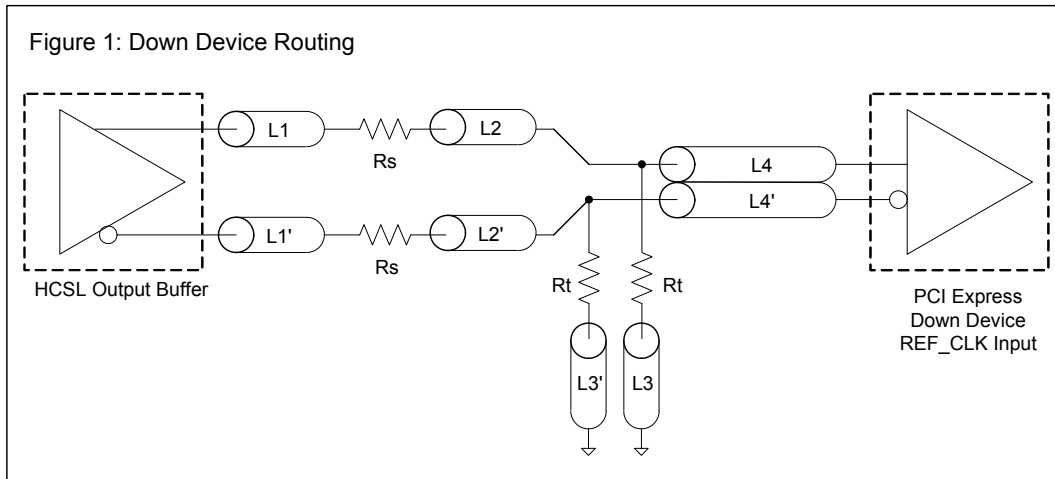 Figure 1: Down Device Routing
L1
Rs
L2
L4
L4'
L1'
Rs
L2'
HCSL Output Buffer
Rt
Rt
L3'
L3
PCI Express
Down Device
REF_CLK Input